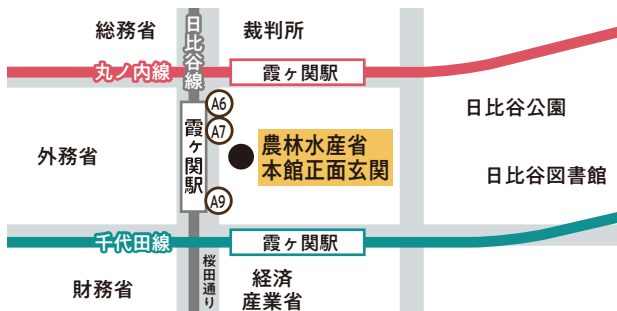 総務省
日比谷線
裁判所
丸ノ内線
霞ヶ関駅
A6
日比谷公園
A7
霞ヶ関駅
外務省
農林水産省
本館正面玄関
日比谷図書館
A9
千代田線
霞ヶ関駅
財務省
桜田通り
経済
産業省